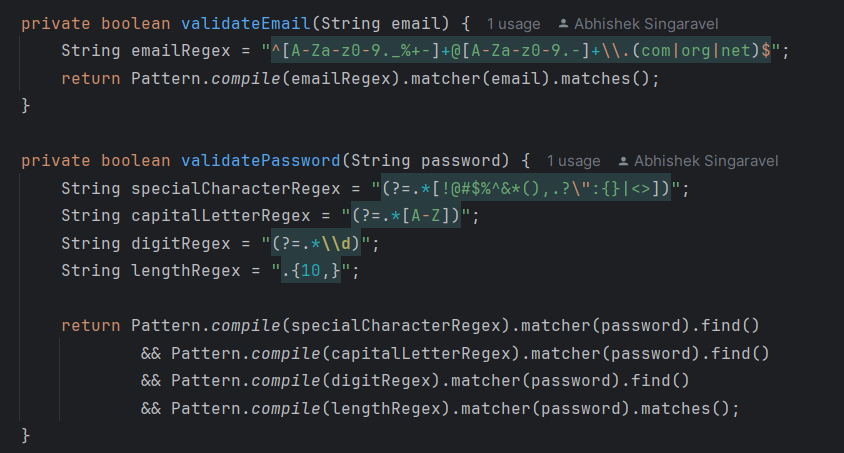 private boolean validateEmail(String email) { 1 usage Abhishek Singaravel
String emailRegex = "^[A-Za-z0-9._%+-]+@[A-Za-z0-9.-]+\\.(com|org|net)$";
return Pattern.compile(emailRegex).matcher(email).matches();
}
private boolean validatePassword(String password) { 1 usage Abhishek Singaravel
String specialCharacterRegex = "(?=.*[!@#$%^&*(),.?\":{}|<>])";
String capitalLetterRegex = "(?=.*[A-Z])";
String digitRegex = "(?=.*\\d)";
String lengthRegex = ".{10,}";
return Pattern.compile(specialCharacterRegex).matcher(password).find()
&& Pattern.compile(capitalLetterRegex).matcher(password).find()
&& Pattern.compile(digitRegex).matcher(password).find()
&& Pattern.compile(lengthRegex).matcher(password).matches();
}